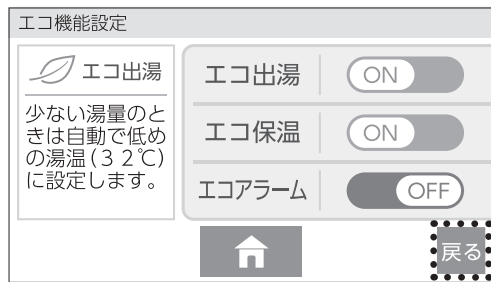 エコ機能設定
エコ出湯
少ない湯量のと
きは自動で低め
の湯温(３２℃)
に設定します。
エコ出湯 ON
エコ保温 ON
エコアラーム OFF
戻る